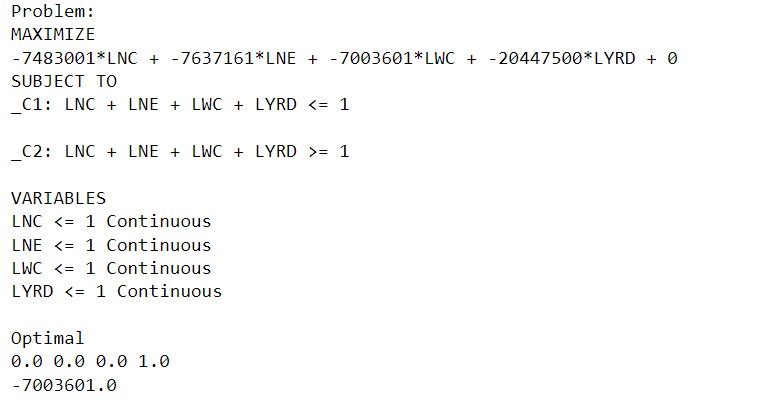 Problem:
MAXIMIZE
-7483001*LNC + -7637161*LNE + -7003601*LWC + -20447500*LYRD + 0
SUBJECT TO
_C1: LNC + LNE + LWC + LYRD <= 1
_C2: LNC + LNE + LWC + LYRD >= 1
VARIABLES
LNC <= 1 Continuous
LNE <= 1 Continuous
LWC <= 1 Continuous
LYRD <= 1 Continuous
Optimal
0.0 0.0 0.0 1.0
-7003601.0